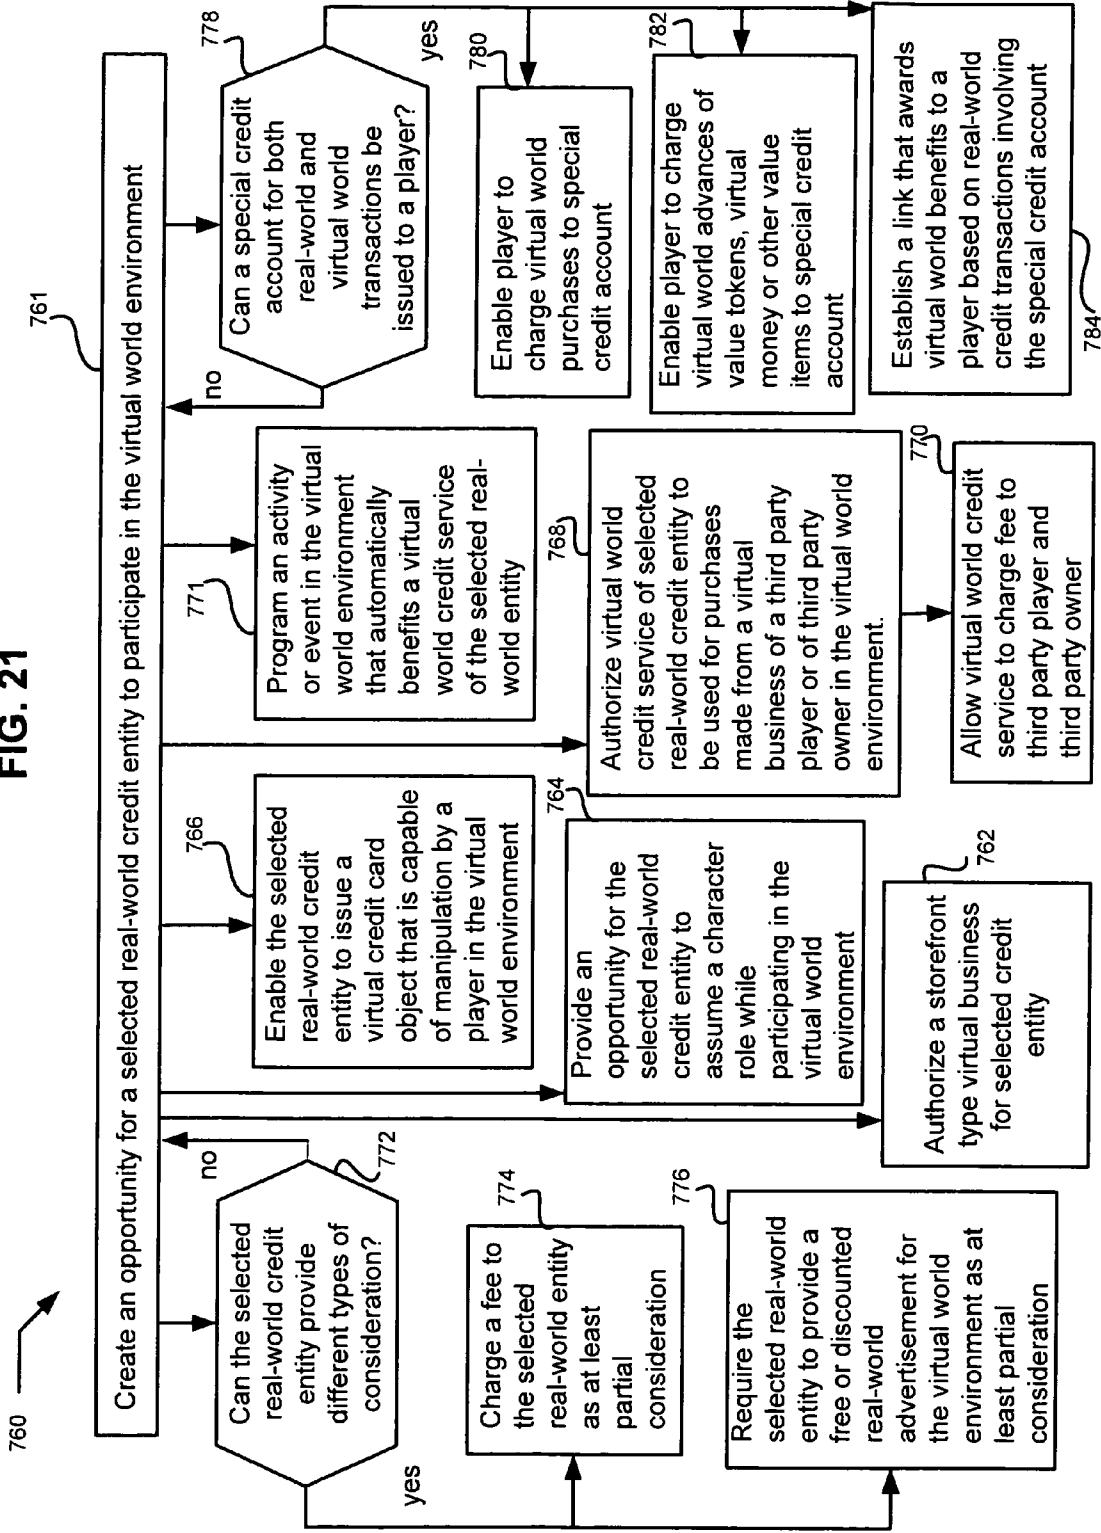 FIG. 21
760
761
Create an opportunity for a selected real-world credit entity to participate in the virtual world environment
Can the selected
real-world credit
entity provide
different types of
consideration?
772
no
yes
Charge a fee to
the selected
real-world entity
as at least
partial
consideration
774
Require the
selected real-world
entity to provide a
free or discounted
real-world
advertisement for
the virtual world
environment as at
least partial
consideration
776
Enable the selected
real-world credit
entity to issue a
virtual credit card
object that is capable
of manipulation by a
player in the virtual
world environment
766
Provide an
opportunity for the
selected real-world
credit entity to
assume a character
role while
participating in the
virtual world
environment
764
Authorize a storefront
type virtual business
for selected credit
entity
762
Program an activity
or event in the virtual
world environment
that automatically
benefits a virtual
world credit service
of the selected real-
world entity
771
Authorize virtual world
credit service of selected
real-world credit entity to
be used for purchases
made from a virtual
business of a third party
player or of third party
owner in the virtual world
environment.
768
Allow virtual world credit
service to charge fee to
third party player and
third party owner
770
Can a special credit
account for both
real-world and
virtual world
transactions be
issued to a player?
778
no
yes
Enable player to
charge virtual world
purchases to special
credit account
780
Enable player to charge
virtual world advances of
value tokens, virtual
money or other value
items to special credit
account
782
Establish a link that awards
virtual world benefits to a
player based on real-world
credit transactions involving
the special credit account
784